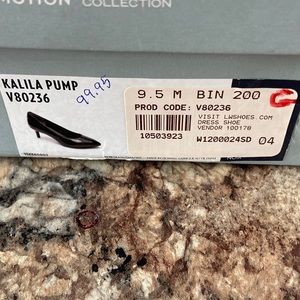 MOTION COLLECTION
KALILA PUMP
V80236
99.95
9.5 M BIN 200
PROD CODE: V80236
VISIT LWSHOES.COM
DRESS SHOE
VENDOR 100178
10503923
W1200024SD 04